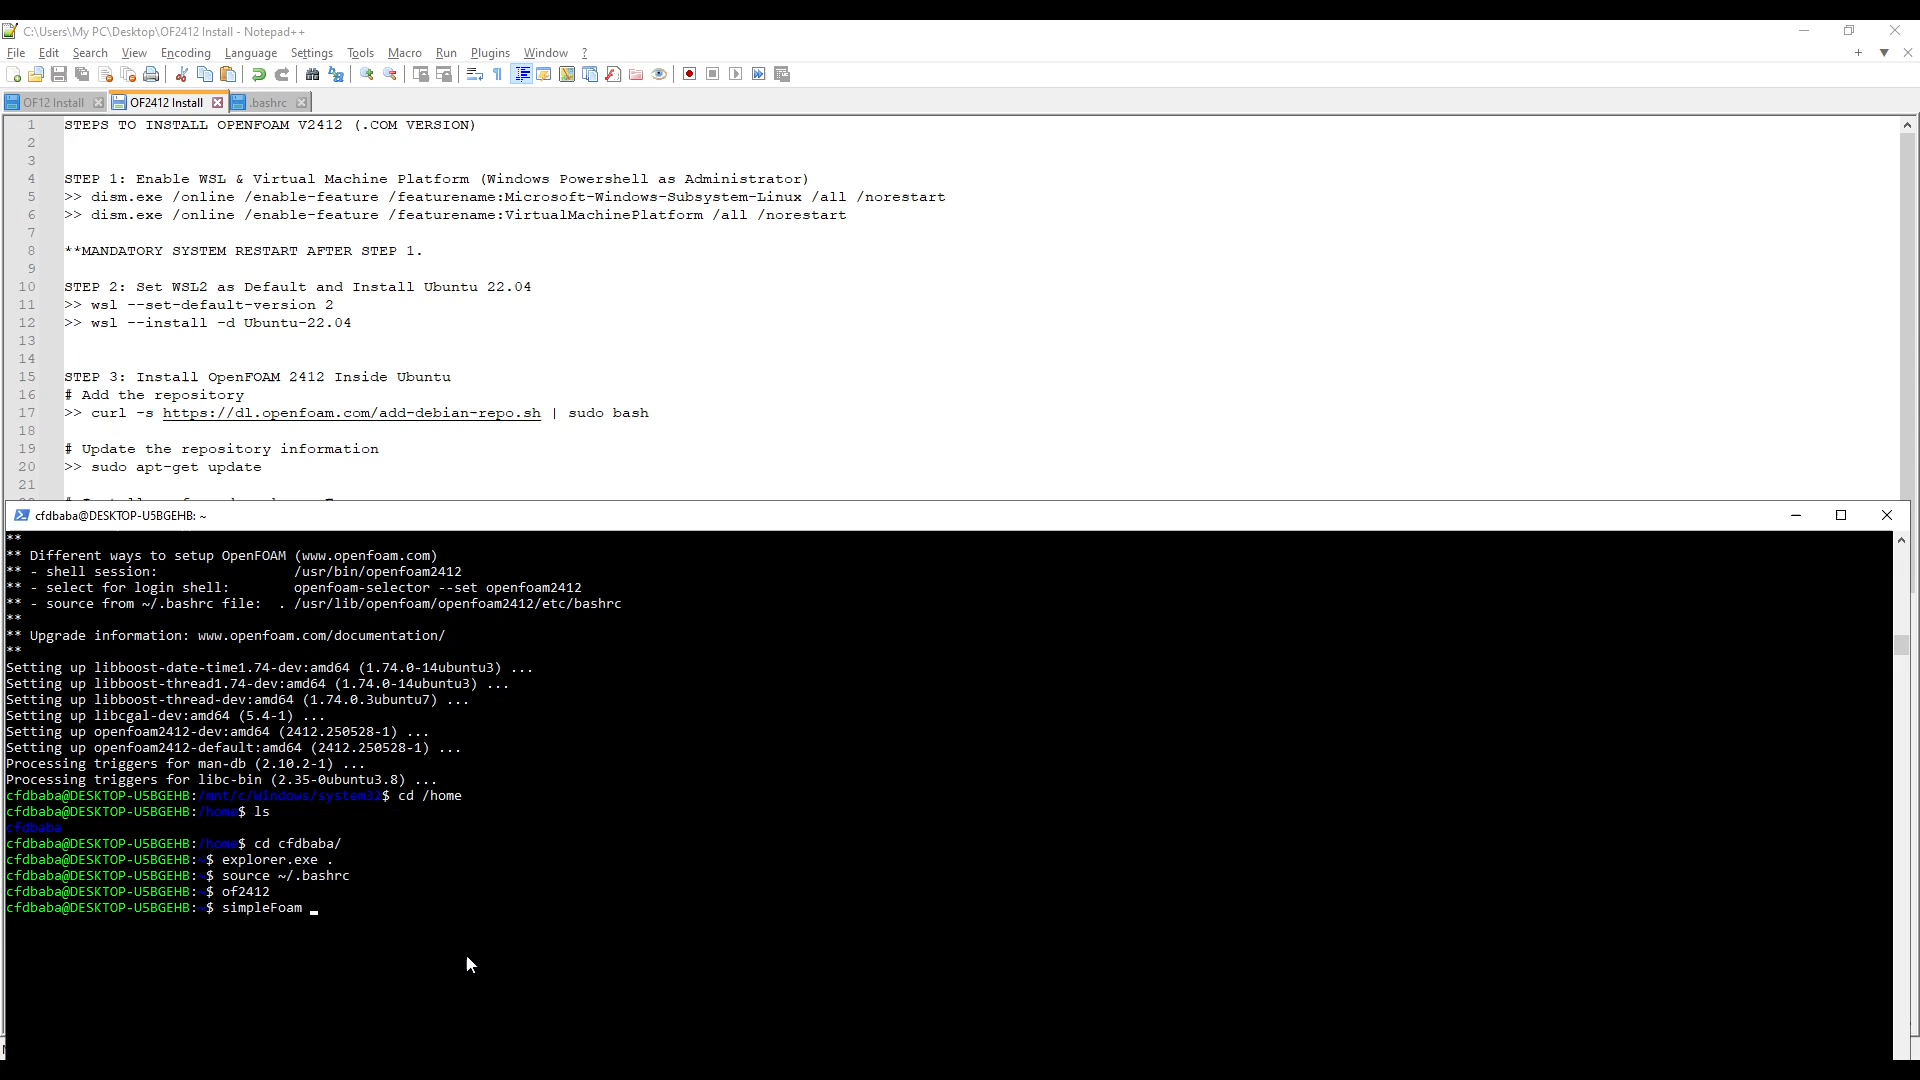 C:\Users\My PC\Desktop\OF2412 Install - Notepad++
File Edit Search View Encoding Language Settings Tools Macro Run Plugins Window ?
OF12 Install OF2412 Install .bashrc
1 STEPS TO INSTALL OPENFOAM V2412 (.COM VERSION)
2
3
4 STEP 1: Enable WSL & Virtual Machine Platform (Windows Powershell as Administrator)
5 >> dism.exe /online /enable-feature /featurename:Microsoft-Windows-Subsystem-Linux /all /norestart
6 >> dism.exe /online /enable-feature /featurename:VirtualMachinePlatform /all /norestart
7
8 **MANDATORY SYSTEM RESTART AFTER STEP 1.
9
10 STEP 2: Set WSL2 as Default and Install Ubuntu 22.04
11 >> wsl --set-default-version 2
12 >> wsl --install -d Ubuntu-22.04
13
14
15 STEP 3: Install OpenFOAM 2412 Inside Ubuntu
16 # Add the repository
17 >> curl -s https://dl.openfoam.com/add-debian-repo.sh | sudo bash
18
19 # Update the repository information
20 >> sudo apt-get update
21
cfdbaba@DESKTOP-U5BGEHB: ~
**
** Different ways to setup OpenFOAM (www.openfoam.com)
** - shell session: /usr/bin/openfoam2412
** - select for login shell: openfoam-selector --set openfoam2412
** - source from ~/.bashrc file: . /usr/lib/openfoam/openfoam2412/etc/bashrc
**
** Upgrade information: www.openfoam.com/documentation/
**
Setting up libboost-date-time1.74-dev:amd64 (1.74.0-14ubuntu3) ...
Setting up libboost-thread1.74-dev:amd64 (1.74.0-14ubuntu3) ...
Setting up libboost-thread-dev:amd64 (1.74.0.3ubuntu7) ...
Setting up libcgal-dev:amd64 (5.4-1) ...
Setting up openfoam2412-dev:amd64 (2412.250528-1) ...
Setting up openfoam2412-default:amd64 (2412.250528-1) ...
Processing triggers for man-db (2.10.2-1) ...
Processing triggers for libc-bin (2.35-0ubuntu3.8) ...
cfdbaba@DESKTOP-U5BGEHB:/mnt/c/Windows/system32$ cd /home
cfdbaba@DESKTOP-U5BGEHB:/home$ ls
cfdbaba
cfdbaba@DESKTOP-U5BGEHB:/home$ cd cfdbaba/
cfdbaba@DESKTOP-U5BGEHB:~$ explorer.exe .
cfdbaba@DESKTOP-U5BGEHB:~$ source ~/.bashrc
cfdbaba@DESKTOP-U5BGEHB:~$ of2412
cfdbaba@DESKTOP-U5BGEHB:~$ simpleFoam